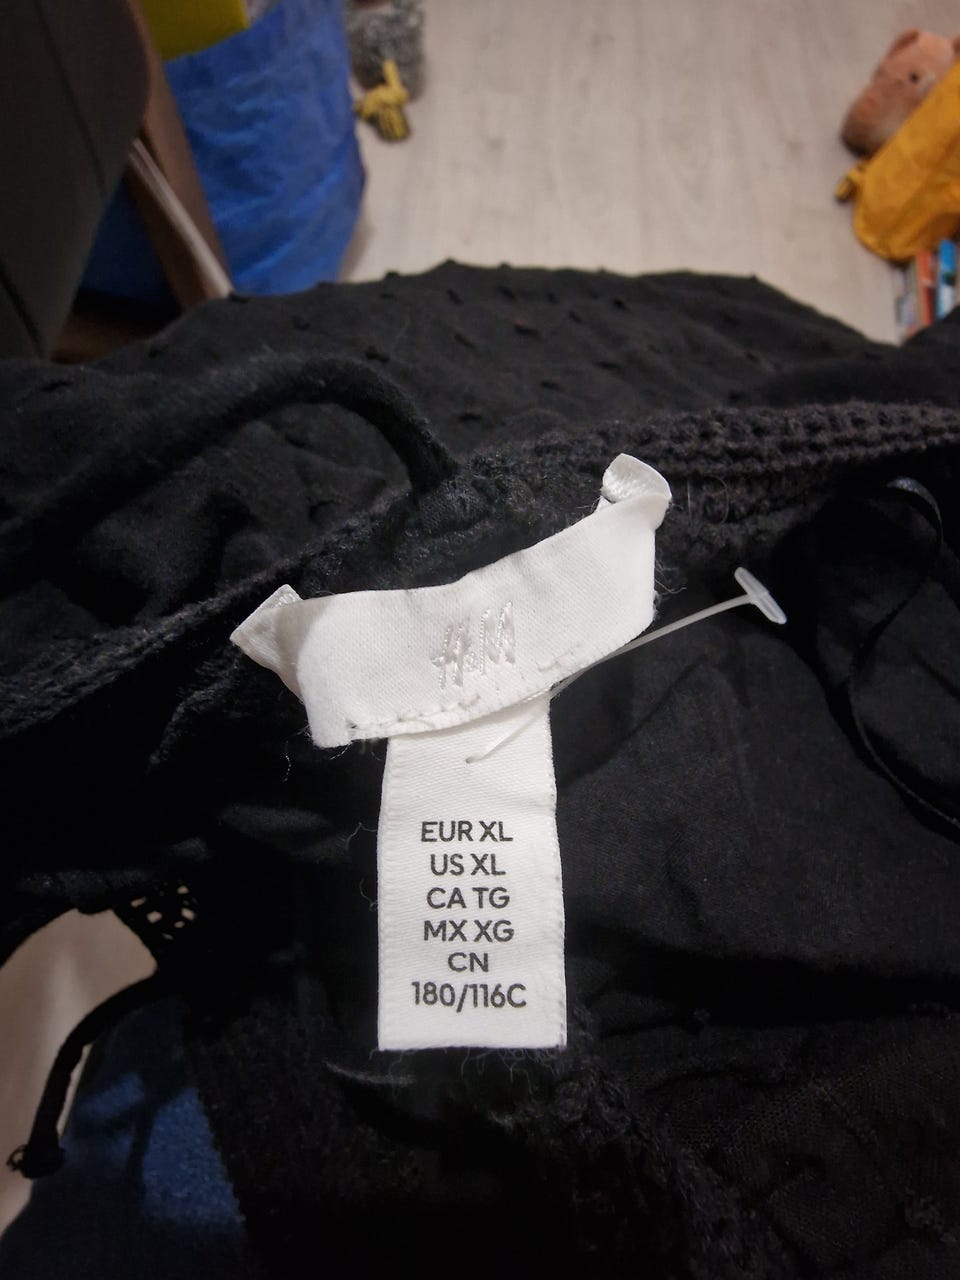 H&M
EUR XL
US XL
CA TG
MX XG
CN
180/116C